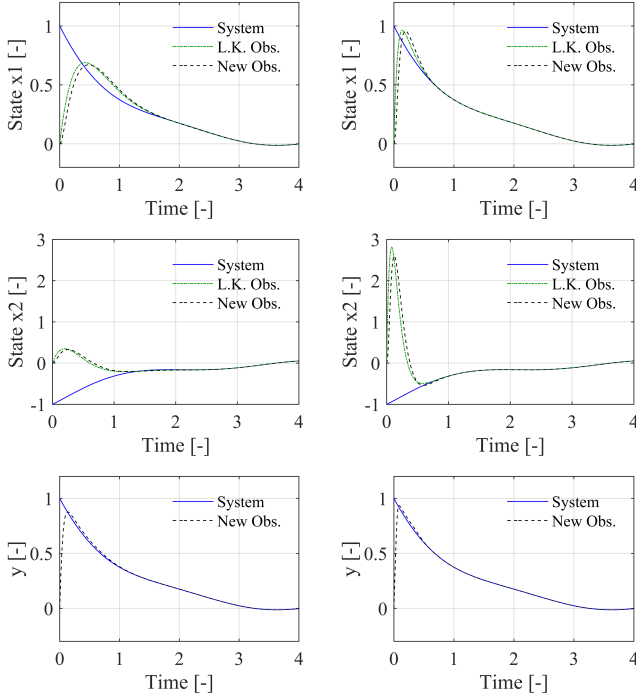 State x1 [-]
1
0.5
0
System
L.K. Obs.
New Obs.
0 1 2 3 4
Time [-]
State x1 [-]
1
0.5
0
System
L.K. Obs.
New Obs.
0 1 2 3 4
Time [-]
State x2 [-]
3
2
1
0
-1
System
L.K. Obs.
New Obs.
0 1 2 3 4
Time [-]
State x2 [-]
3
2
1
0
-1
System
L.K. Obs.
New Obs.
0 1 2 3 4
Time [-]
y [-]
1
0.5
0
System
New Obs.
0 1 2 3 4
Time [-]
y [-]
1
0.5
0
System
New Obs.
0 1 2 3 4
Time [-]